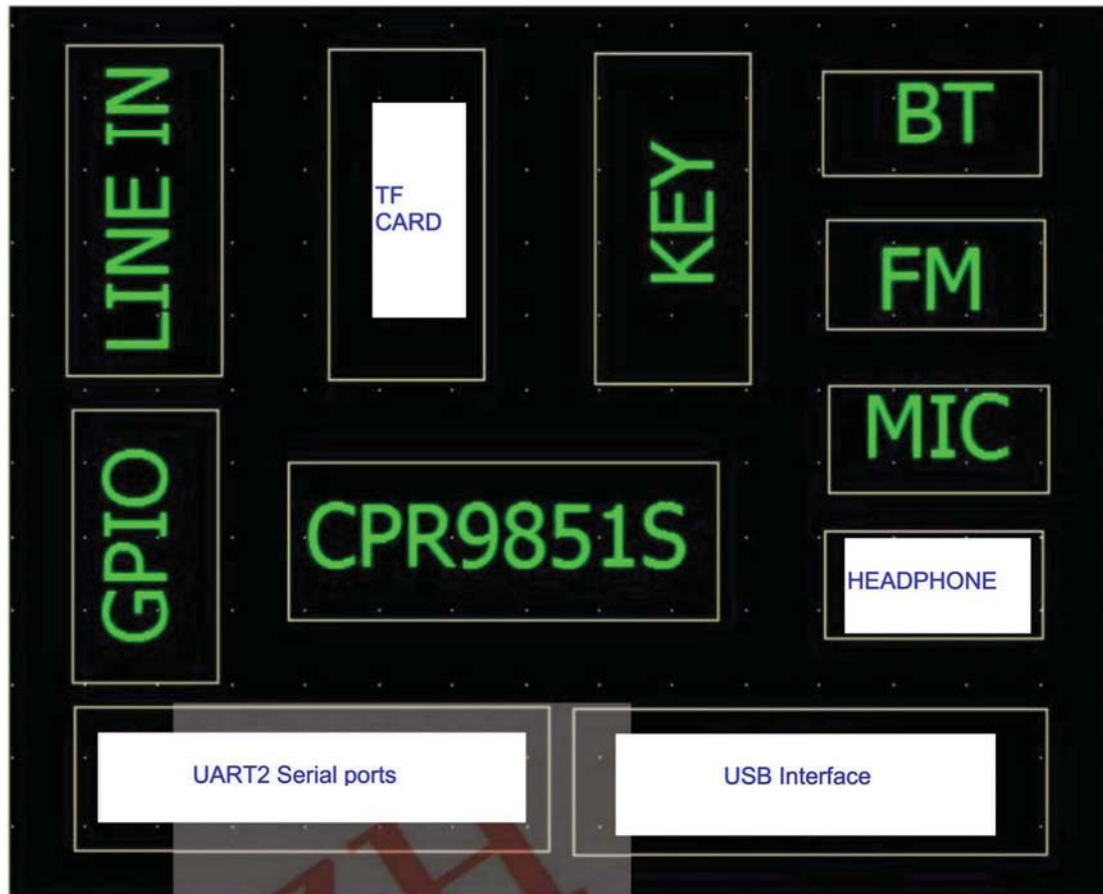 LINE IN
TF
CARD
KEY
BT
FM
MIC
GPIO
CPR9851S
HEADPHONE
UART2 Serial ports
USB Interface